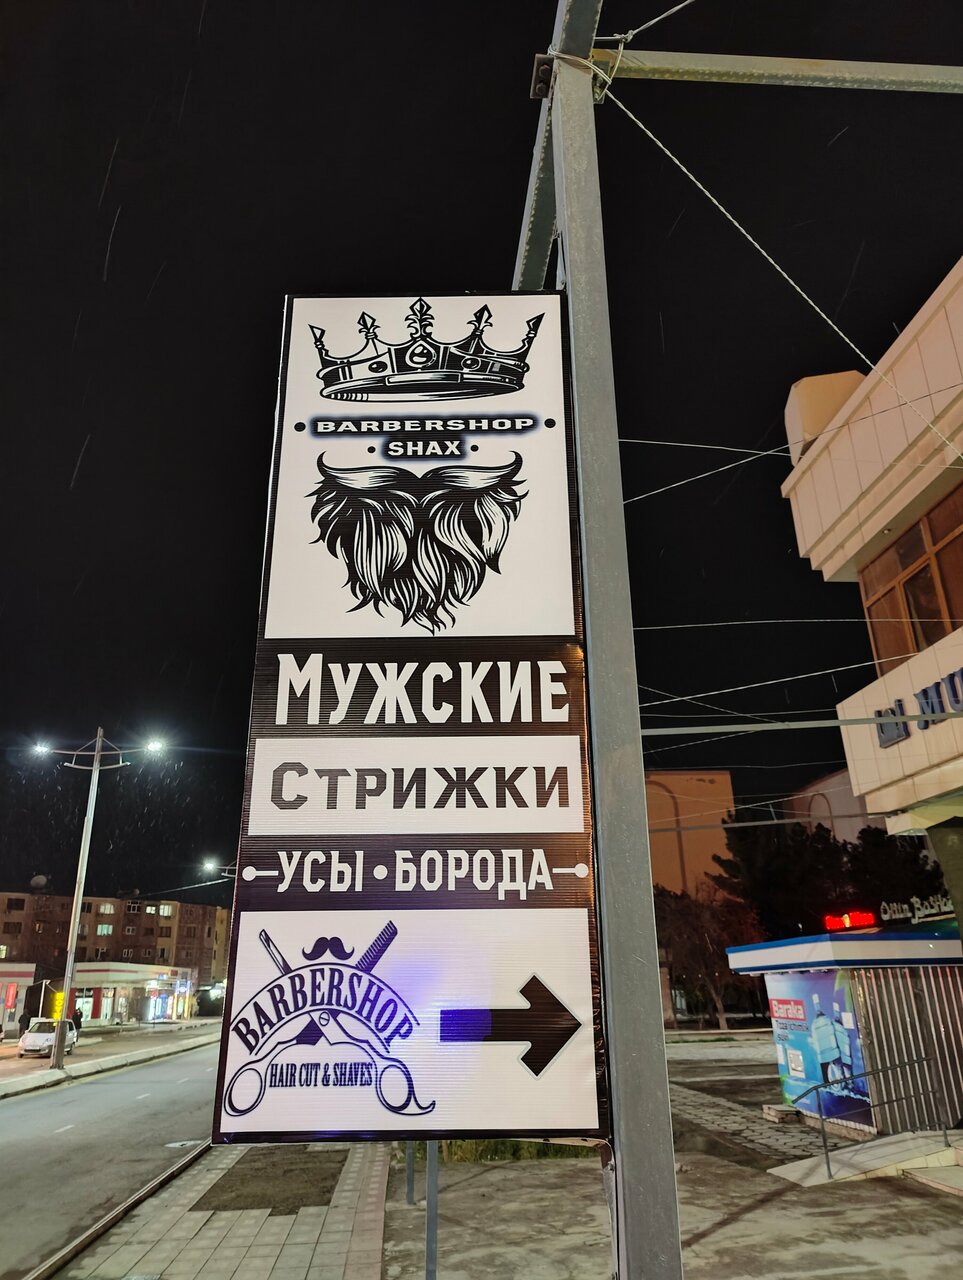 BARBERSHOP
SHAX
МУЖСКИЕ
СТРИЖКИ
УСЫ • БОРОДА
BARBERSHOP
HAIR CUT & SHAVES
Baraka